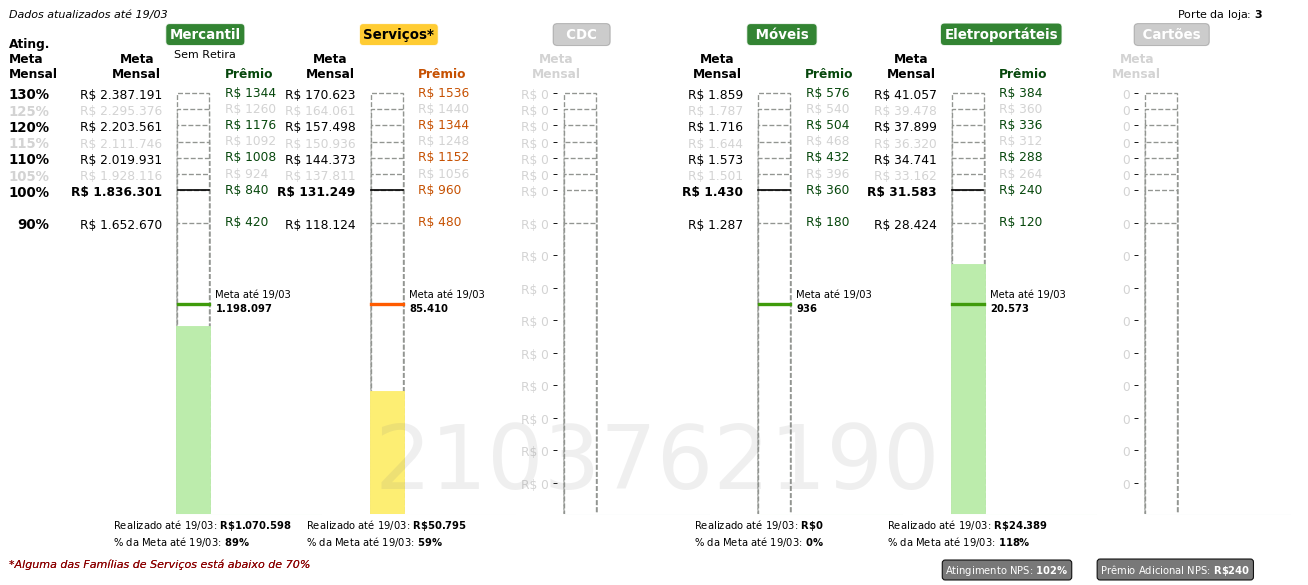 Dados atualizados até 19/03 Porte da loja: 3
Mercantil Serviços* CDC Móveis Eletroportáteis Cartões
Sem Retira
Ating. Meta Mensal
Meta Mensal Prêmio Meta Mensal Prêmio Meta Mensal Meta Mensal Prêmio Meta Mensal Prêmio Meta Mensal
130% R$ 2.387.191 R$ 1344 R$ 170.623 R$ 1536 R$ 0 R$ 1.859 R$ 576 R$ 41.057 R$ 384 0
125% R$ 2.295.376 R$ 1260 R$ 164.061 R$ 1440 R$ 0 R$ 1.787 R$ 540 R$ 39.478 R$ 360 0
120% R$ 2.203.561 R$ 1176 R$ 157.498 R$ 1344 R$ 0 R$ 1.716 R$ 504 R$ 37.899 R$ 336 0
115% R$ 2.111.746 R$ 1092 R$ 150.936 R$ 1248 R$ 0 R$ 1.644 R$ 468 R$ 36.320 R$ 312 0
110% R$ 2.019.931 R$ 1008 R$ 144.373 R$ 1152 R$ 0 R$ 1.573 R$ 432 R$ 34.741 R$ 288 0
105% R$ 1.928.116 R$ 924 R$ 137.811 R$ 1056 R$ 0 R$ 1.501 R$ 396 R$ 33.162 R$ 264 0
100% R$ 1.836.301 R$ 840 R$ 131.249 R$ 960 R$ 0 R$ 1.430 R$ 360 R$ 31.583 R$ 240 0
90% R$ 1.652.670 R$ 420 R$ 118.124 R$ 480 R$ 0 R$ 1.287 R$ 180 R$ 28.424 R$ 120 0
R$ 0 0
R$ 0 0
Meta até 19/03 Meta até 19/03 Meta até 19/03 Meta até 19/03
1.198.097 85.410 936 20.573
R$ 0 0
R$ 0 0
R$ 0 0
R$ 0 0
R$ 0 0
R$ 0 0
2103762190
Realizado até 19/03: R$1.070.598 Realizado até 19/03: R$50.795 Realizado até 19/03: R$0 Realizado até 19/03: R$24.389
% da Meta até 19/03: 89% % da Meta até 19/03: 59% % da Meta até 19/03: 0% % da Meta até 19/03: 118%
*Alguma das Famílias de Serviços está abaixo de 70% Atingimento NPS: 102% Prêmio Adicional NPS: R$240